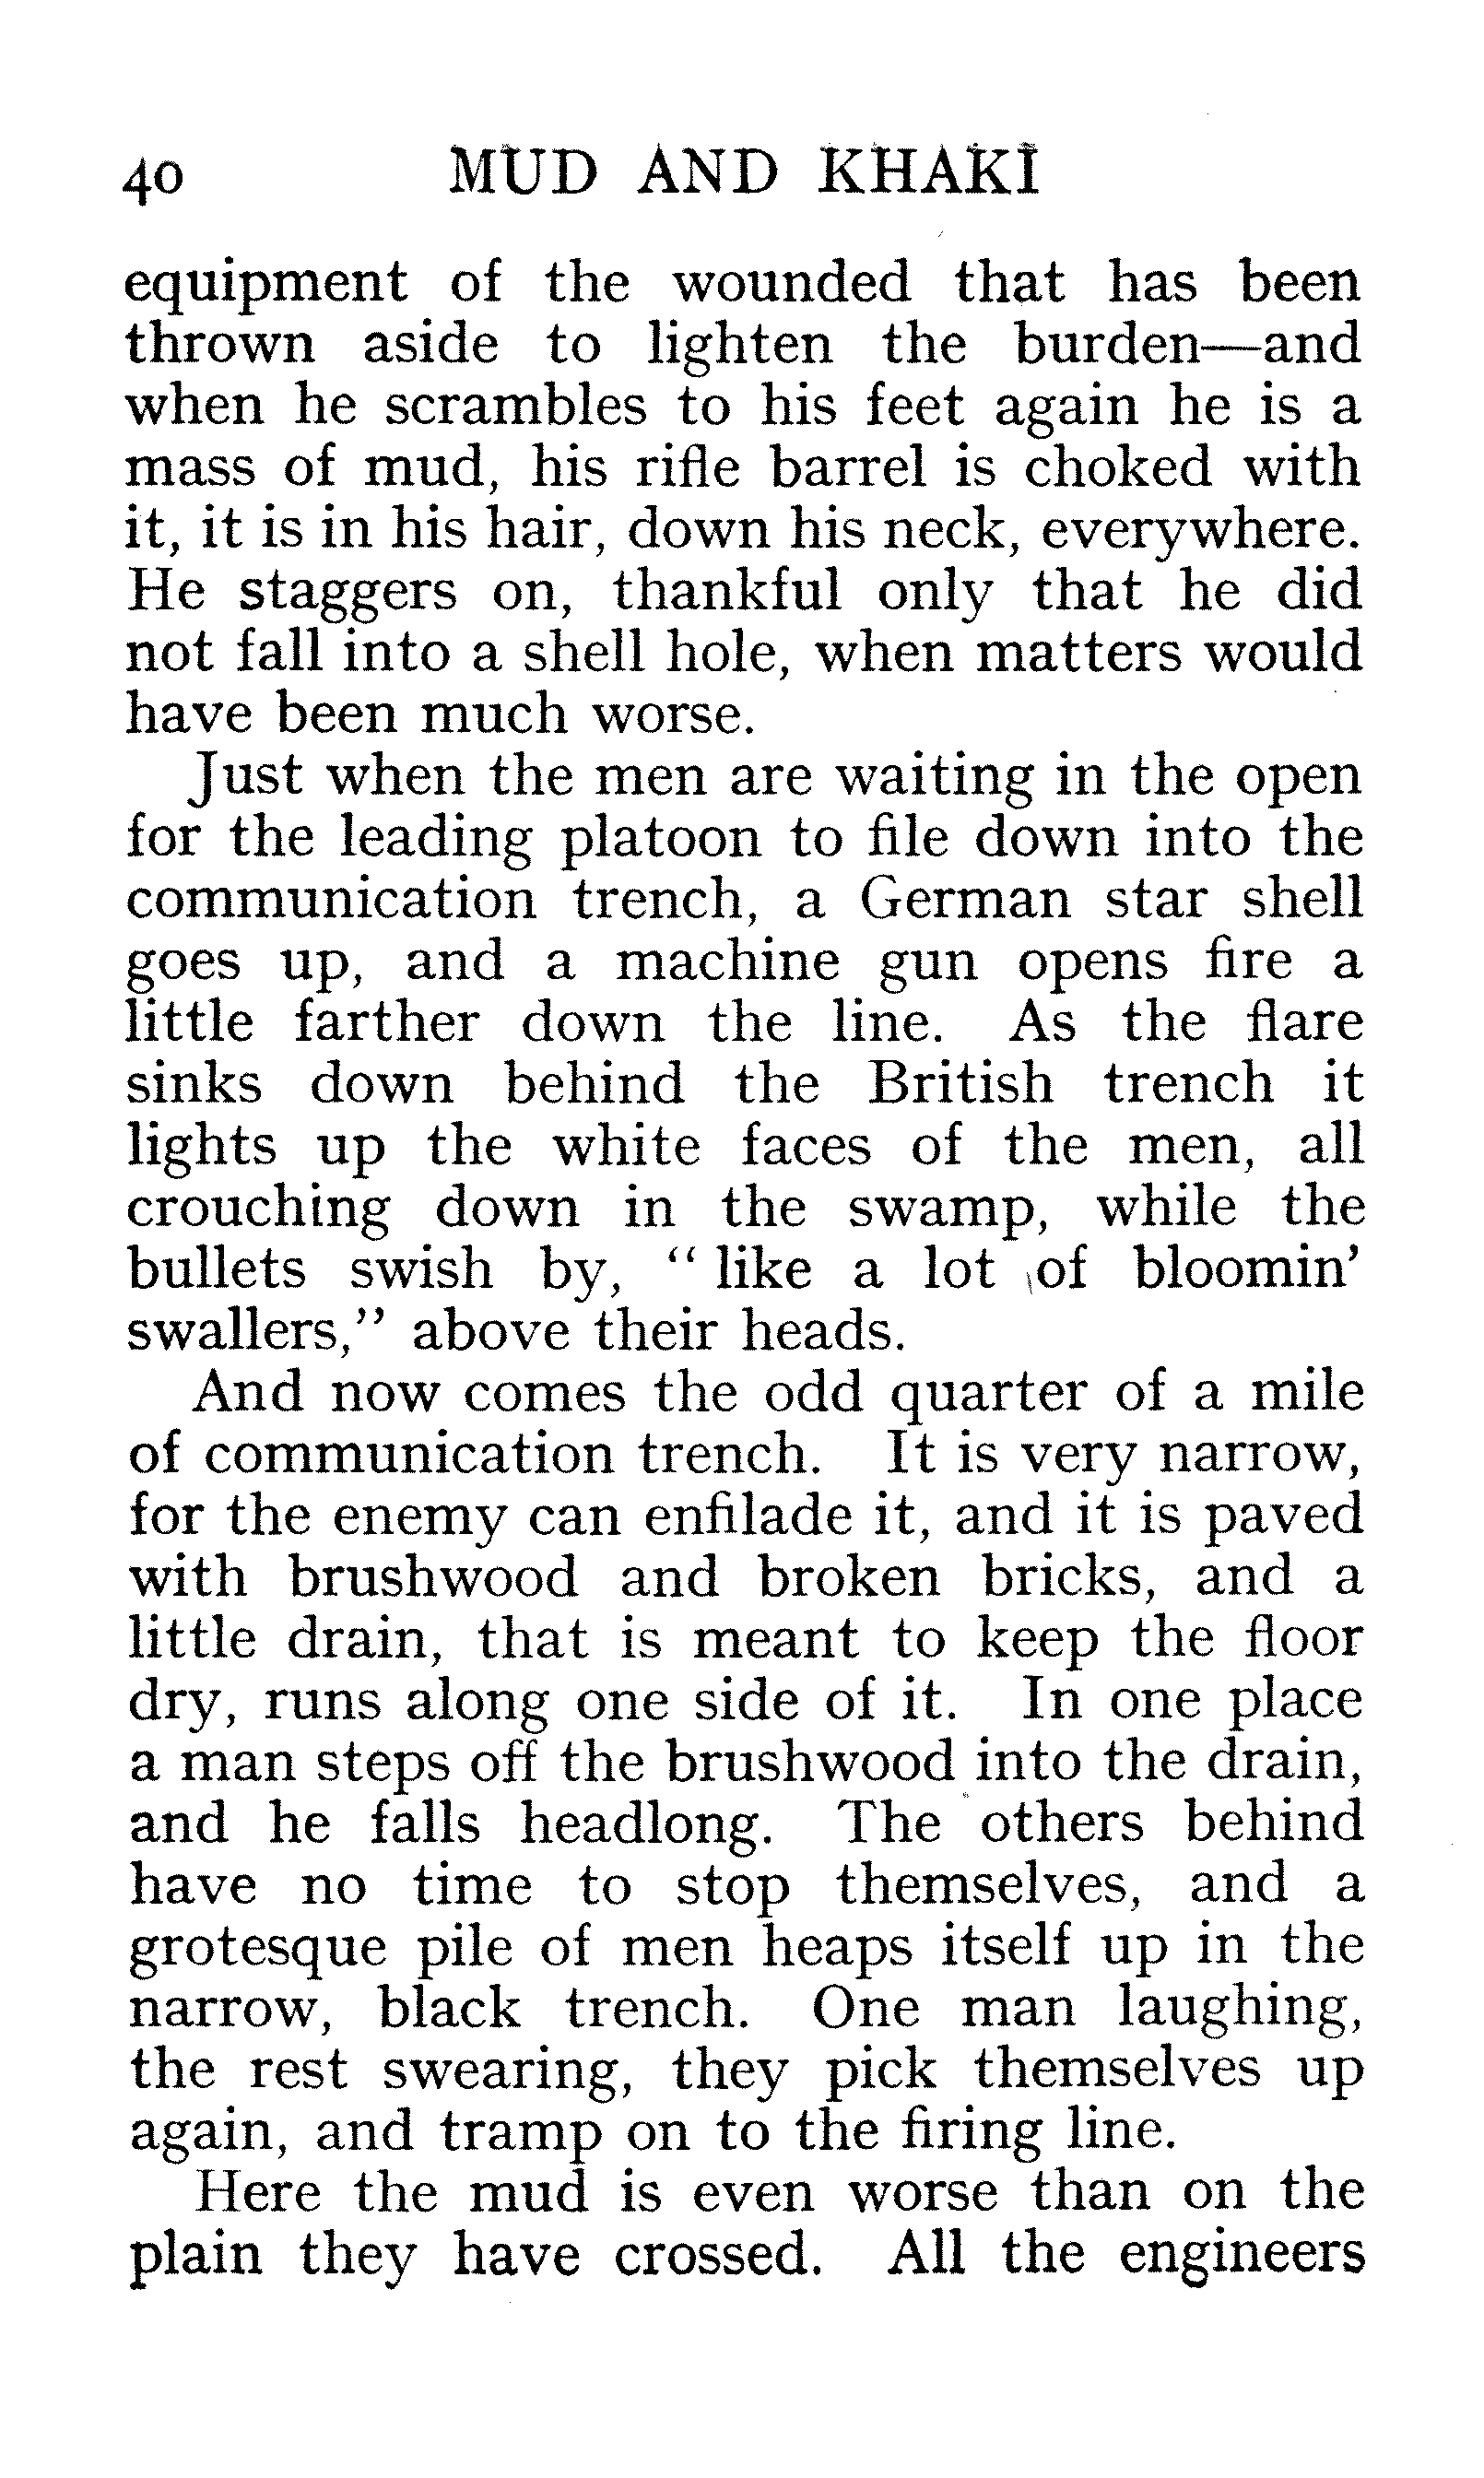 40 MUD AND KHAKI
equipment of the wounded that has been
thrown aside to lighten the burden—and
when he scrambles to his feet again he is a
mass of mud, his rifle barrel is choked with
it, it is in his hair, down his neck, everywhere.
He staggers on, thankful only that he did
not fall into a shell hole, when matters would
have been much worse.
Just when the men are waiting in the open
for the leading platoon to file down into the
communication trench, a German star shell
goes up, and a machine gun opens fire a
little farther down the line. As the flare
sinks down behind the British trench it
lights up the white faces of the men, all
crouching down in the swamp, while the
bullets swish by, “ like a lot of bloomin’
swallers,” above their heads.
And now comes the odd quarter of a mile
of communication trench. It is very narrow,
for the enemy can enfilade it, and it is paved
with brushwood and broken bricks, and a
little drain, that is meant to keep the floor
dry, runs along one side of it. In one place
a man steps off the brushwood into the drain,
and he falls headlong. The others behind
have no time to stop themselves, and a
grotesque pile of men heaps itself up in the
narrow, black trench. One man laughing,
the rest swearing, they pick themselves up
again, and tramp on to the firing line.
Here the mud is even worse than on the
plain they have crossed. All the engineers